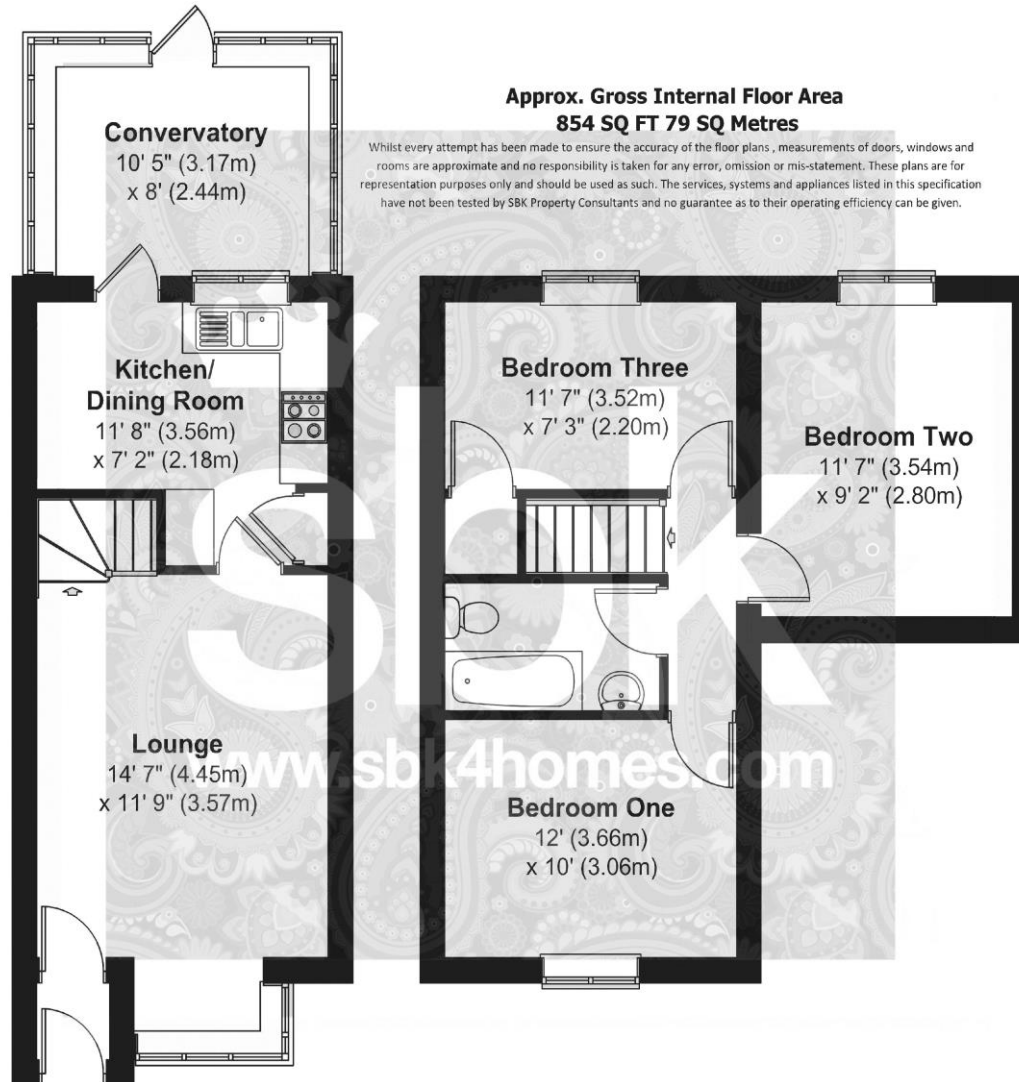 Approx. Gross Internal Floor Area
854 SQ FT 79 SQ Metres
Whilst every attempt has been made to ensure the accuracy of the floor plans , measurements of doors, windows and
rooms are approximate and no responsibility is taken for any error, omission or mis-statement. These plans are for
representation purposes only and should be used as such. The services, systems and appliances listed in this specification
have not been tested by SBK Property Consultants and no guarantee as to their operating efficiency can be given.
Convervatory
10' 5" (3.17m)
x 8' (2.44m)
Kitchen/
Dining Room
11' 8" (3.56m)
x 7' 2" (2.18m)
Bedroom Three
11' 7" (3.52m)
x 7' 3" (2.20m)
Bedroom Two
11' 7" (3.54m)
x 9' 2" (2.80m)
sbk
www.sbk4homes.com
Lounge
14' 7" (4.45m)
x 11' 9" (3.57m)
Bedroom One
12' (3.66m)
x 10' (3.06m)